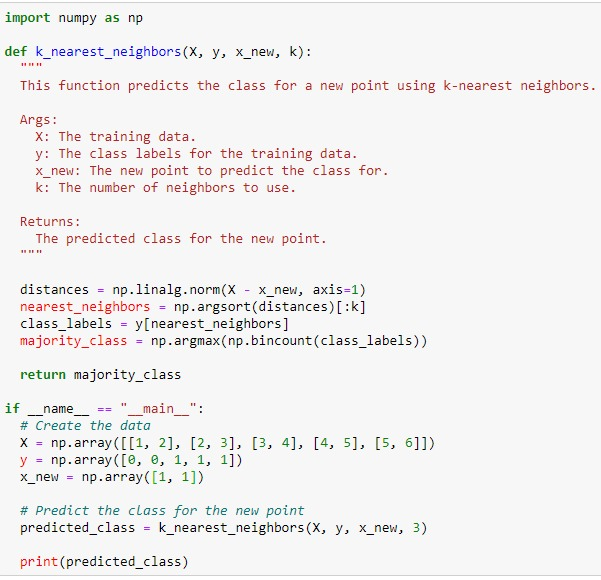 import numpy as np

def k_nearest_neighbors(X, y, x_new, k):
  """
  This function predicts the class for a new point using k-nearest neighbors.

  Args:
    X: The training data.
    y: The class labels for the training data.
    x_new: The new point to predict the class for.
    k: The number of neighbors to use.

  Returns:
    The predicted class for the new point.
  """

  distances = np.linalg.norm(X - x_new, axis=1)
  nearest_neighbors = np.argsort(distances)[:k]
  class_labels = y[nearest_neighbors]
  majority_class = np.argmax(np.bincount(class_labels))

  return majority_class

if __name__ == "__main__":
  # Create the data
  X = np.array([[1, 2], [2, 3], [3, 4], [4, 5], [5, 6]])
  y = np.array([0, 0, 1, 1, 1])
  x_new = np.array([1, 1])

  # Predict the class for the new point
  predicted_class = k_nearest_neighbors(X, y, x_new, 3)

  print(predicted_class)